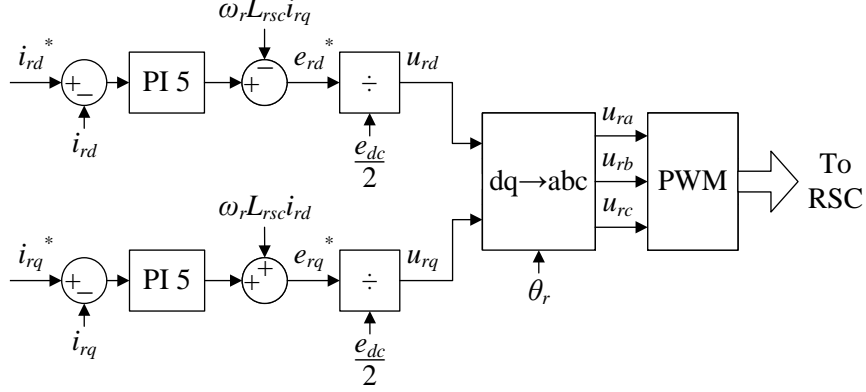 ω_r L_rsc i_rq
i_rd* + − PI 5 + − e_rd* ÷ u_rd
i_rd
e_dc
2
dq→abc u_ra u_rb u_rc PWM To
RSC
θ_r
ω_r L_rsc i_rd
i_rq* + − PI 5 + + e_rq* ÷ u_rq
i_rq
e_dc
2